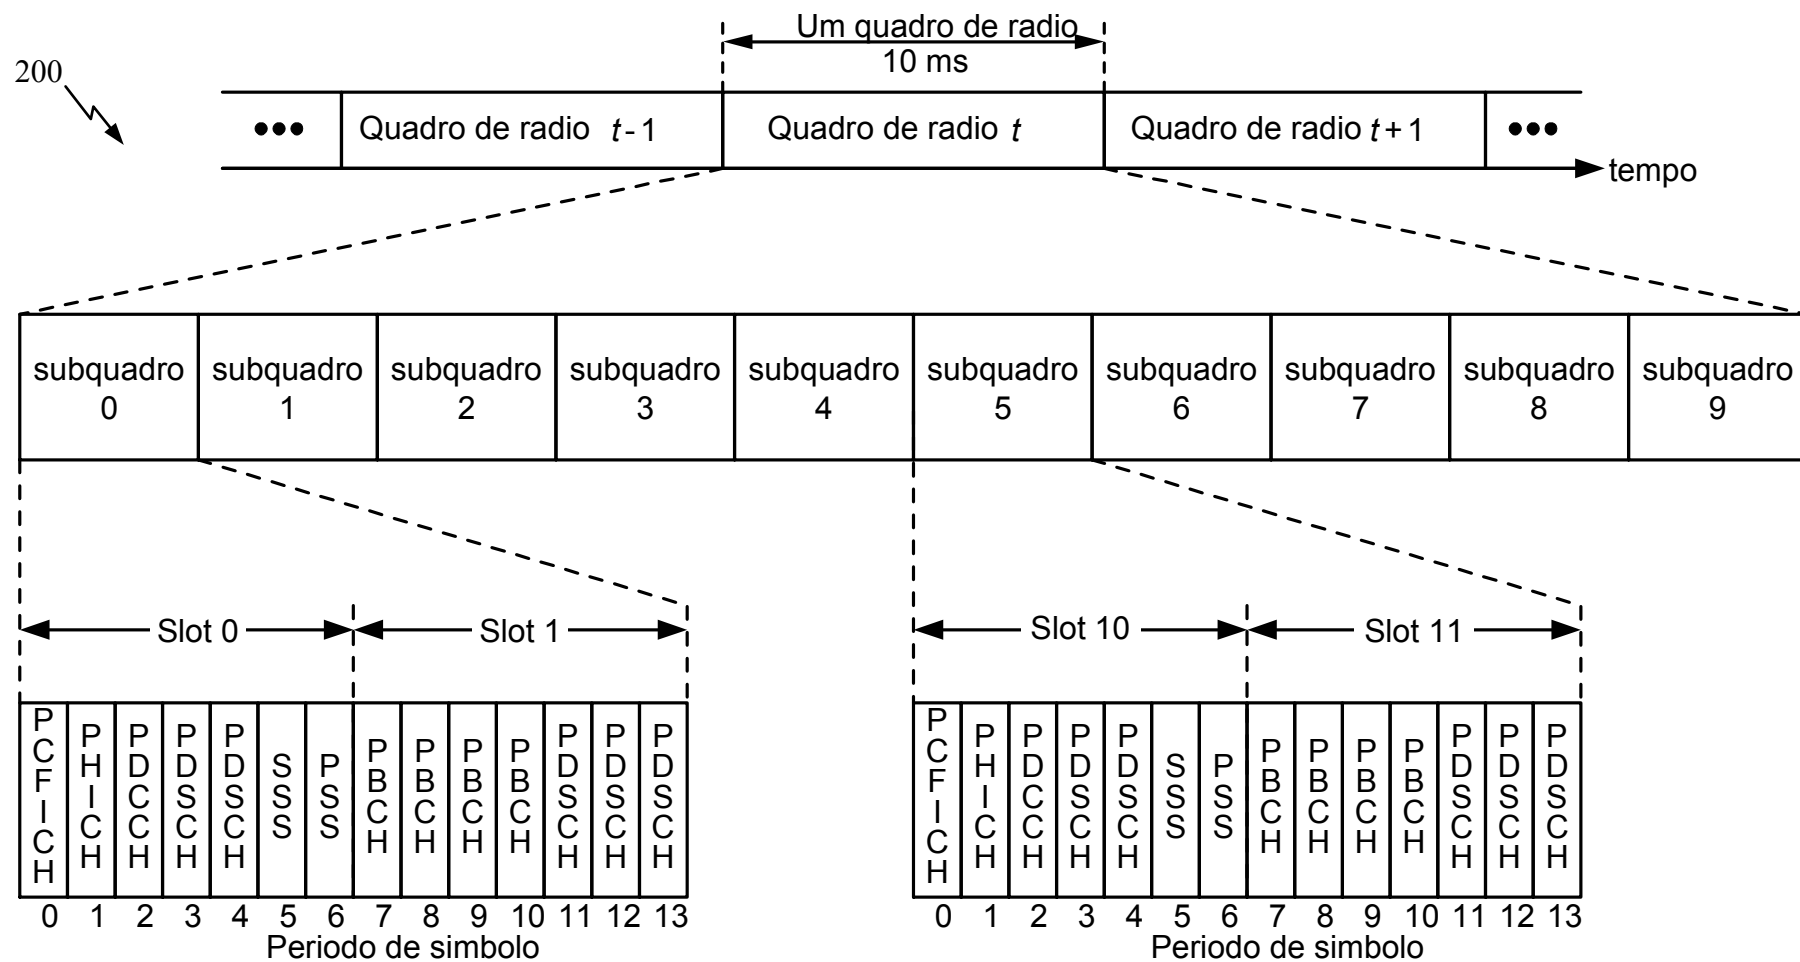 Um quadro de radio
10 ms
200
••• Quadro de radio t-1 Quadro de radio t Quadro de radio t+1 •••
tempo
subquadro 0 subquadro 1 subquadro 2 subquadro 3 subquadro 4 subquadro 5 subquadro 6 subquadro 7 subquadro 8 subquadro 9
Slot 0 Slot 1 Slot 10 Slot 11
PCFICH PHICH PDCCH PDSCH PDSCH SSS PSS PBCH PBCH PBCH PBCH PDSCH PDSCH PDSCH
PCFICH PHICH PDCCH PDSCH PDSCH SSS PSS PBCH PBCH PBCH PBCH PDSCH PDSCH PDSCH
0 1 2 3 4 5 6 7 8 9 10 11 12 13
0 1 2 3 4 5 6 7 8 9 10 11 12 13
Periodo de simbolo
Periodo de simbolo